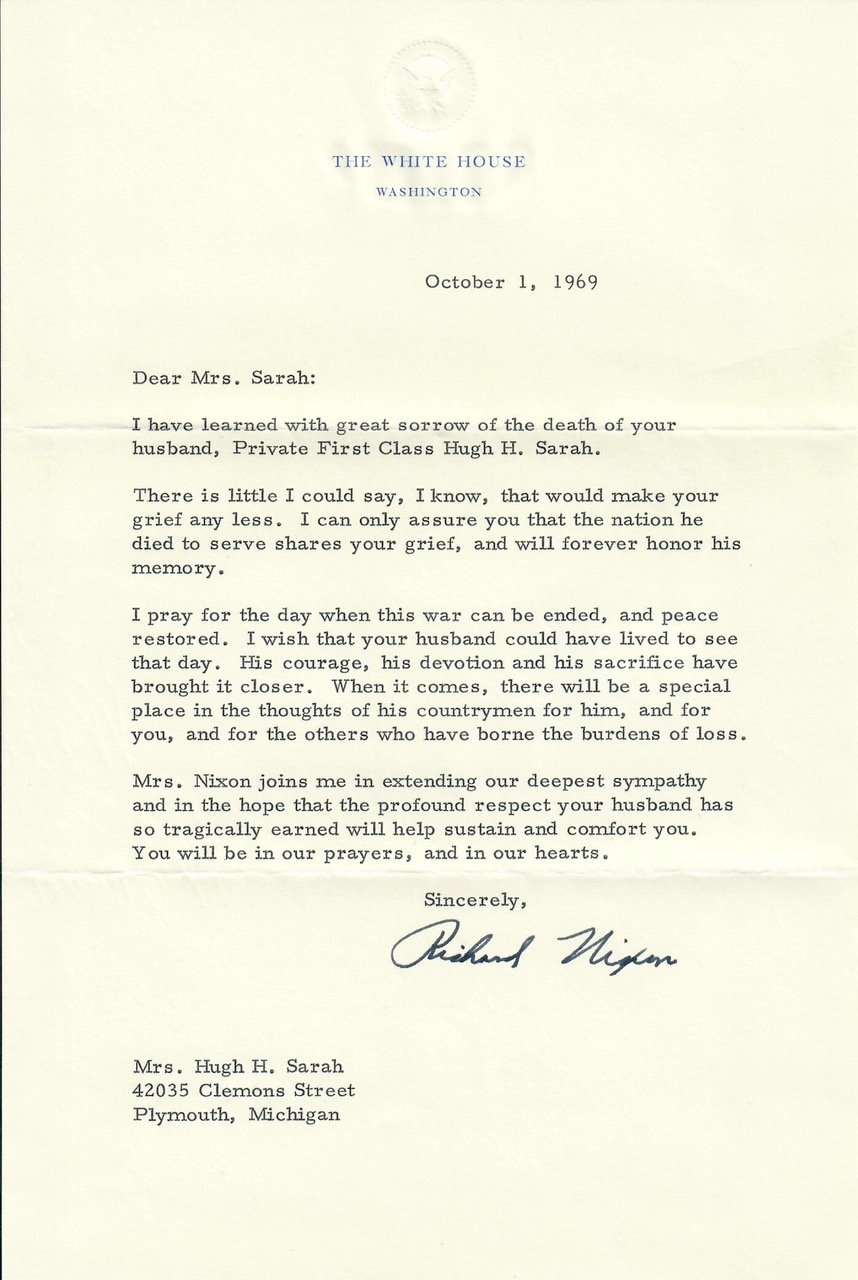 THE WHITE HOUSE
WASHINGTON
October 1, 1969
Dear Mrs. Sarah:
I have learned with great sorrow of the death of your
husband, Private First Class Hugh H. Sarah.
There is little I could say, I know, that would make your
grief any less. I can only assure you that the nation he
died to serve shares your grief, and will forever honor his
memory.
I pray for the day when this war can be ended, and peace
restored. I wish that your husband could have lived to see
that day. His courage, his devotion and his sacrifice have
brought it closer. When it comes, there will be a special
place in the thoughts of his countrymen for him, and for
you, and for the others who have borne the burdens of loss.
Mrs. Nixon joins me in extending our deepest sympathy
and in the hope that the profound respect your husband has
so tragically earned will help sustain and comfort you.
You will be in our prayers, and in our hearts.
Sincerely,
Richard Nixon
Mrs. Hugh H. Sarah
42035 Clemons Street
Plymouth, Michigan